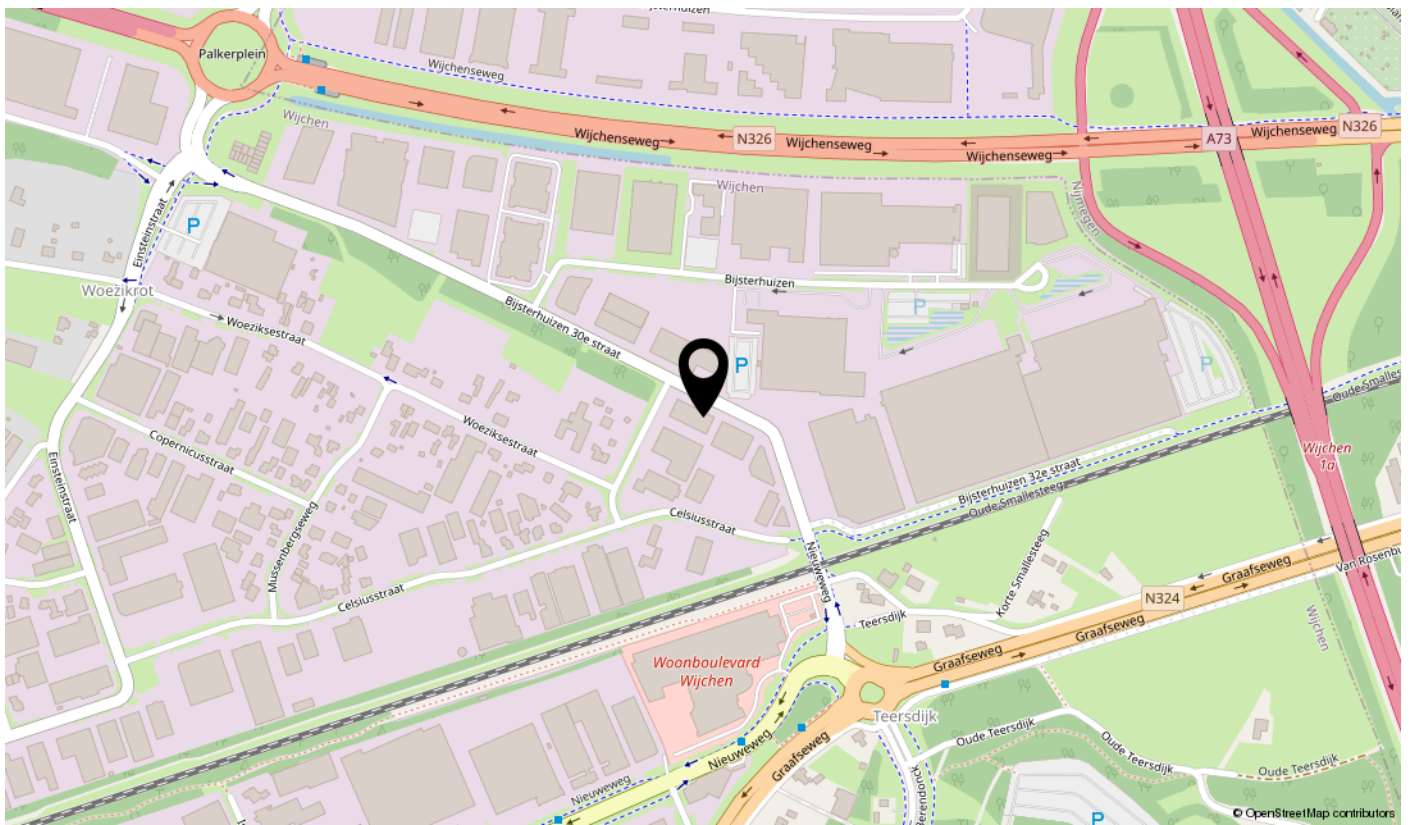 Bijsterhuizen
Palkerplein
Wijchenseweg
Wijchen
Wijchenseweg
N326
Wijchenseweg
Wijchenseweg
A73
Wijchenseweg
N326
Wijchen
Nijmegen
P
Einsteinstraat
Woezikrot
Bijsterhuizen
P
Bijsterhuizen 30e straat
Woeziksestraat
P
P
Oude Smalles
Woeziksestraat
Copernicusstraat
Einsteinstraat
Wijchen
1a
Bijsterhuizen 32e straat
Oude Smallesteeg
Mussenbergseweg
Celsiusstraat
Nieuweweg
Korte Smallesteeg
Graafseweg
Van Rosenbu
Celsiusstraat
N324
Teersdijk
Graafseweg
Wijchen
Graafseweg
Woonboulevard
Wijchen
Teersdijk
Oude Teersdijk
Nieuweweg
Graafseweg
Oude Teersdijk
Oude Teersdijk
Nieuweweg
Berendonck
P
© OpenStreetMap contributors